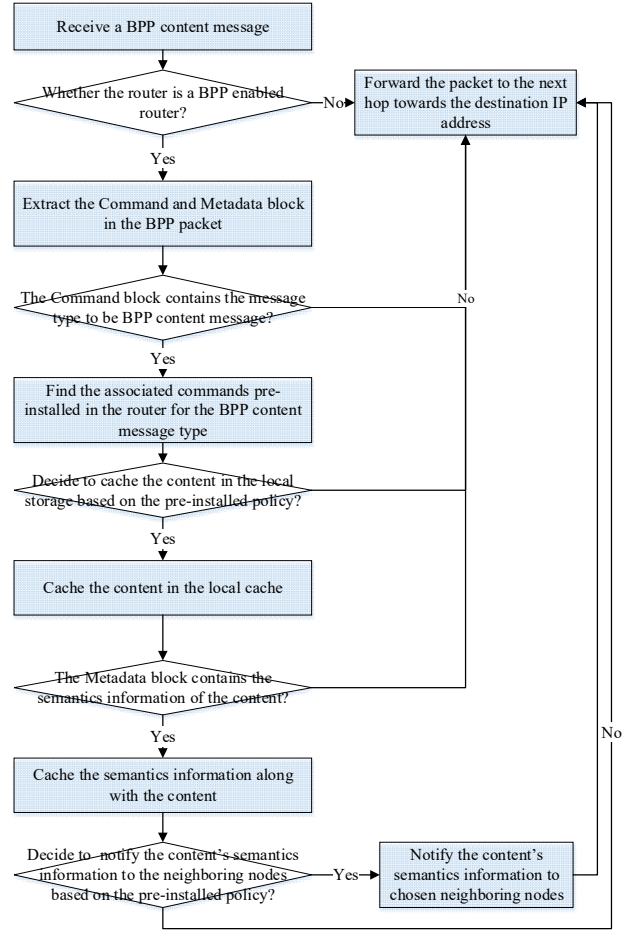 Receive a BPP content message
Whether the router is a BPP enabled
router?
No
Forward the packet to the next
hop towards the destination IP
address
Yes
Extract the Command and Metadata block
in the BPP packet
The Command block contains the message
type to be BPP content message?
No
Yes
Find the associated commands pre-
installed in the router for the BPP content
message type
Decide to cache the content in the local
storage based on the pre-installed policy?
Yes
Cache the content in the local cache
The Metadata block contains the
semantics information of the content?
Yes
No
Cache the semantics information along
with the content
Decide to notify the content’s semantics
information to the neighboring nodes
based on the pre-installed policy?
Yes
Notify the content’s
semantics information to
chosen neighboring nodes